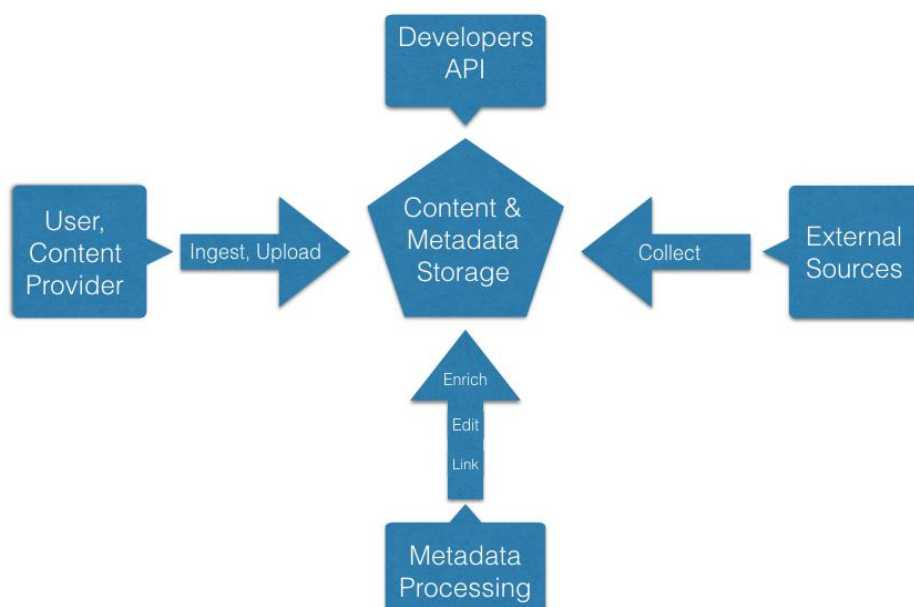 Developers
API
User,
Content
Provider
Ingest, Upload
Content &
Metadata
Storage
Collect
External
Sources
Enrich
Edit
Link
Metadata
Processing